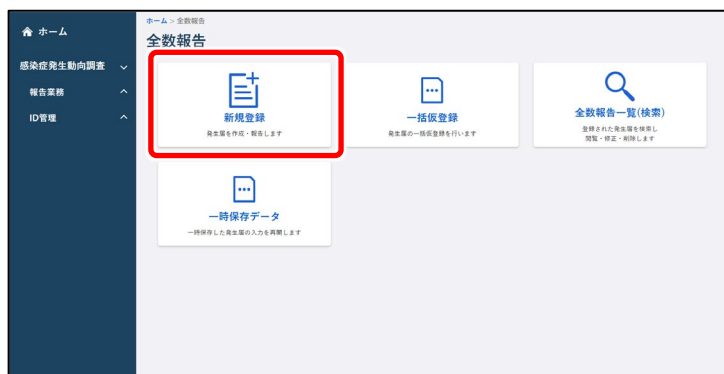 ホーム
感染症発生動向調査
報告業務
ID管理
ホーム > 全数報告
全数報告
新規登録
発生届を作成・報告します
一括仮登録
発生届の一括仮登録を行います
全数報告一覧(検索)
登録された発生届を検索し
閲覧・修正・削除します
一時保存データ
一時保存した発生届の入力を再開します